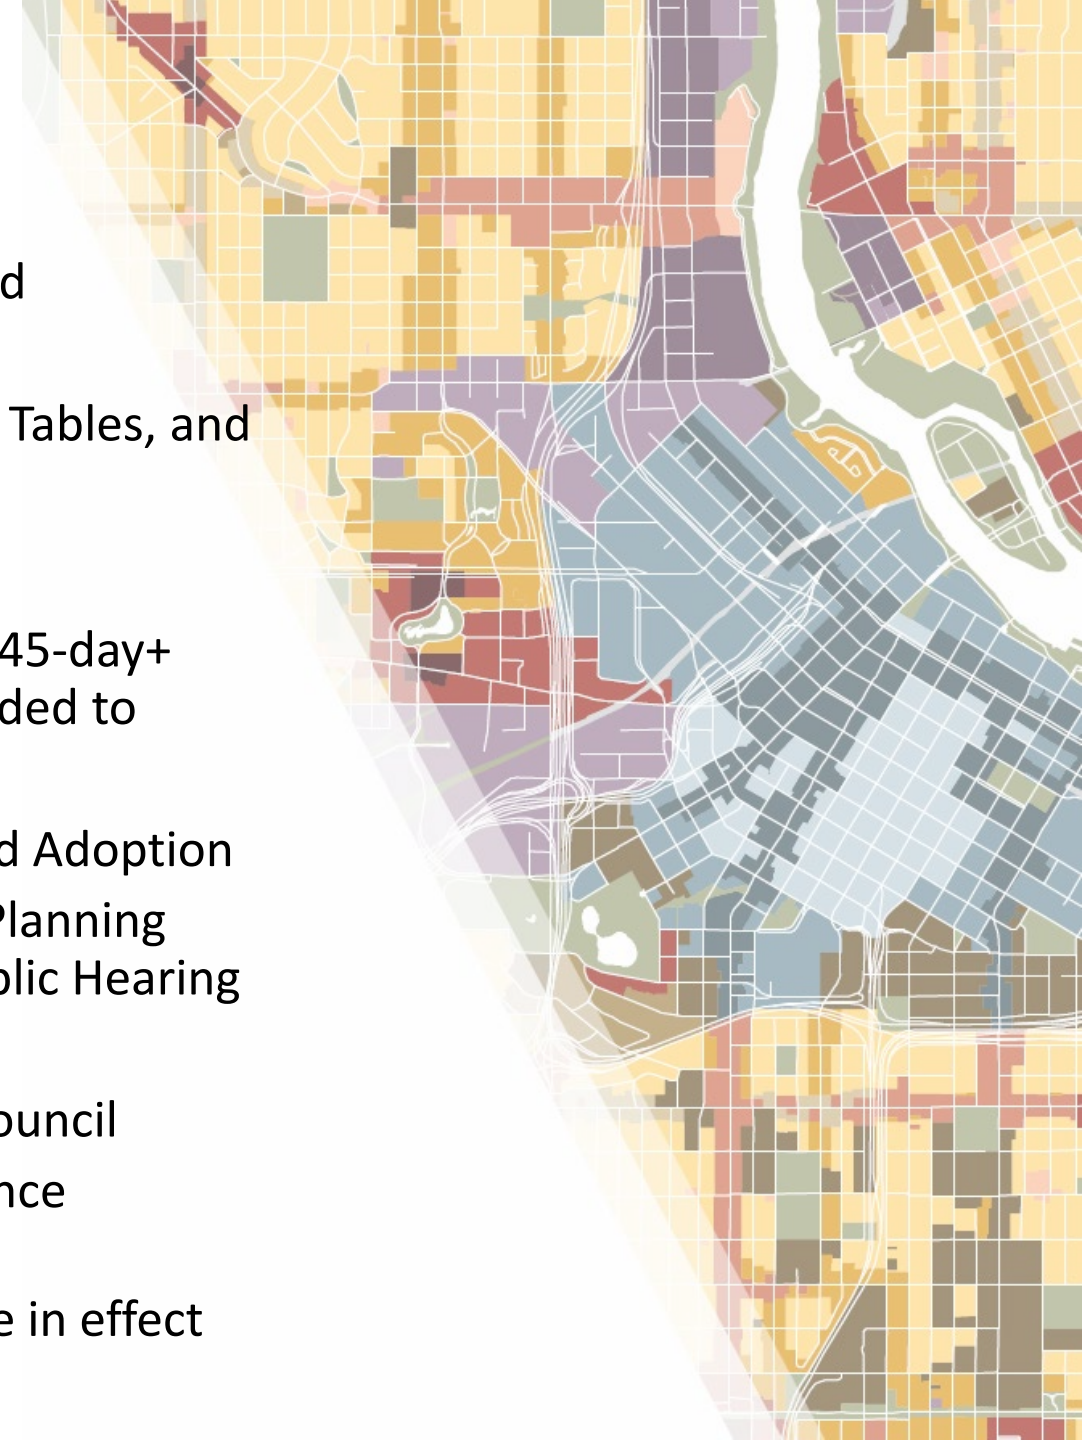 d
Tables, and
45-day+
ded to
d Adoption
Planning
blic Hearing
ouncil
nce
e in effect